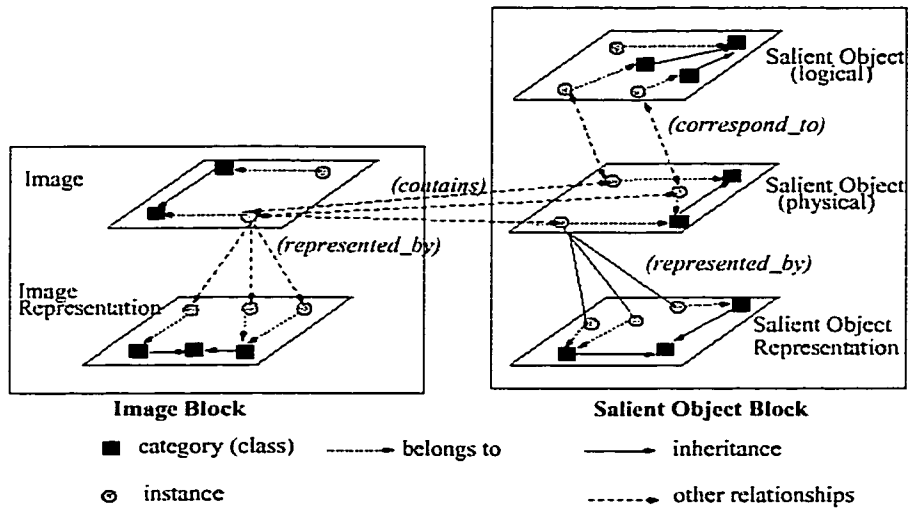 Salient Object
(logical)
(correspond_to)
Image
(contains)
Salient Object
(physical)
(represented_by)
(represented_by)
Image
Representation
Salient Object
Representation
Image Block
Salient Object Block
category (class)
belongs to
inheritance
instance
other relationships